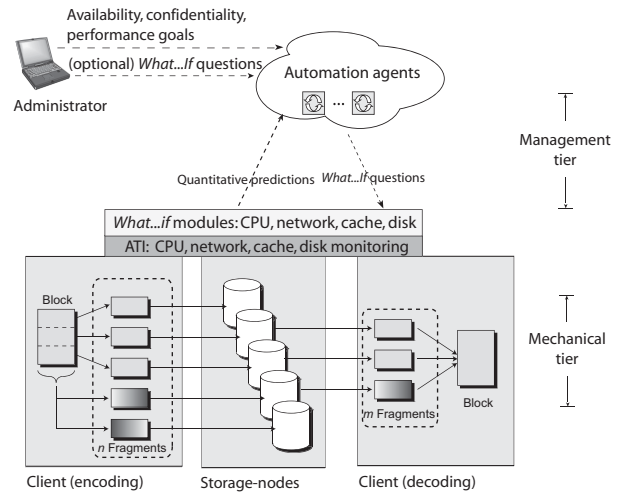 Availability, confidentiality,
performance goals
(optional) What...If questions
Administrator
Automation agents
...
Management
tier
Quantitative predictions
What...If questions
What...if modules: CPU, network, cache, disk
ATI: CPU, network, cache, disk monitoring
Block
n Fragments
m Fragments
Block
Mechanical
tier
Client (encoding)
Storage-nodes
Client (decoding)